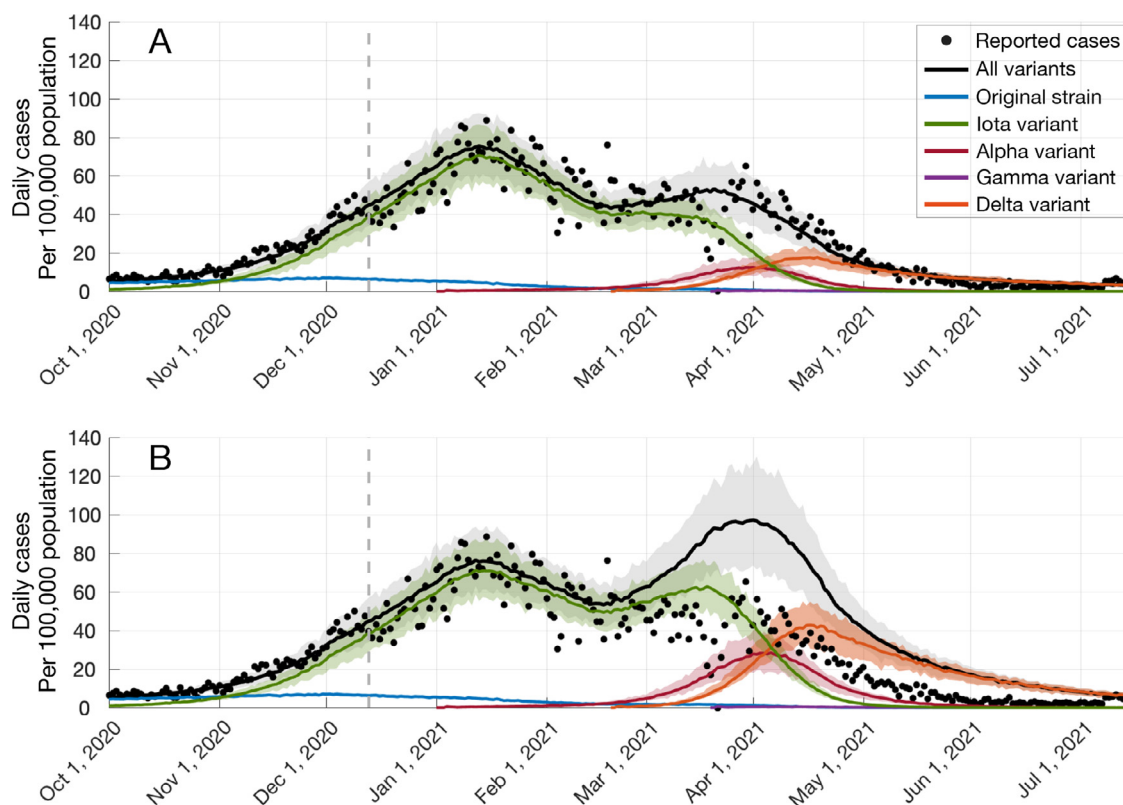 A
Daily cases
Per 100,000 population
140
120
100
80
60
40
20
0
Reported cases
All variants
Original strain
Iota variant
Alpha variant
Gamma variant
Delta variant
Oct 1, 2020
Nov 1, 2020
Dec 1, 2020
Jan 1, 2021
Feb 1, 2021
Mar 1, 2021
Apr 1, 2021
May 1, 2021
Jun 1, 2021
Jul 1, 2021
B
Daily cases
Per 100,000 population
140
120
100
80
60
40
20
0
Oct 1, 2020
Nov 1, 2020
Dec 1, 2020
Jan 1, 2021
Feb 1, 2021
Mar 1, 2021
Apr 1, 2021
May 1, 2021
Jun 1, 2021
Jul 1, 2021